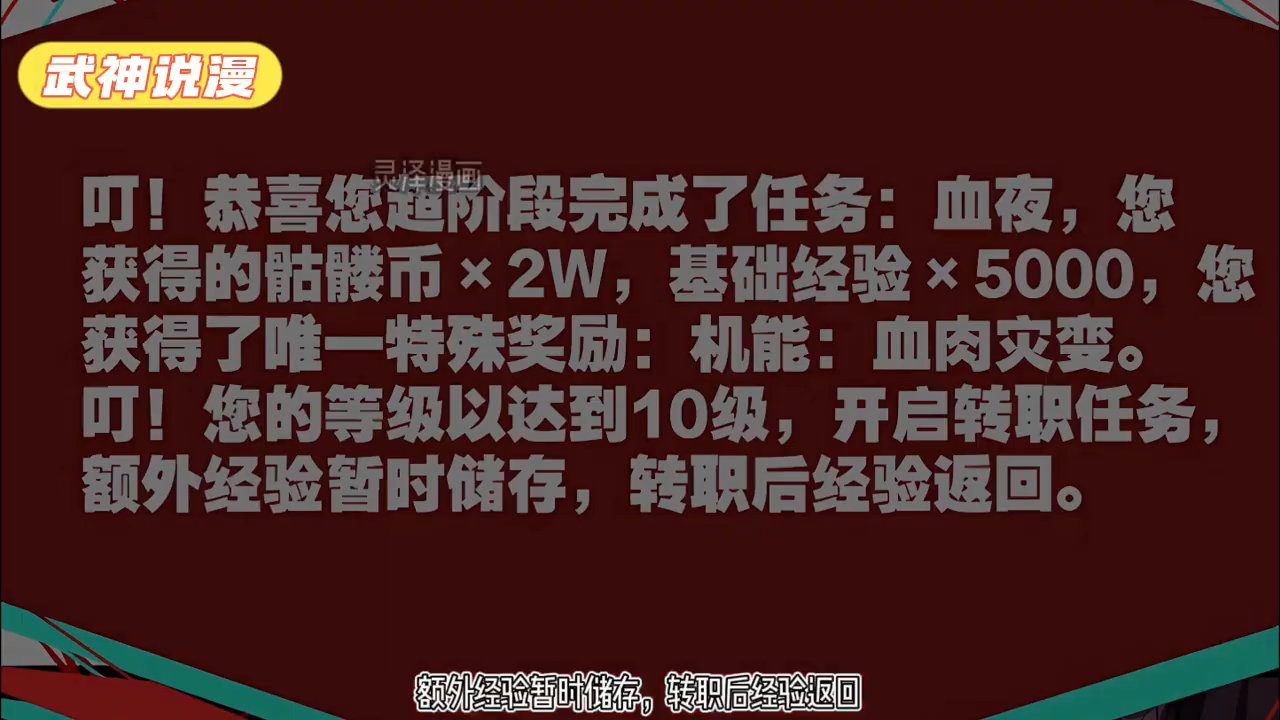 武神说漫
灵泽漫画
叮！恭喜您超阶段完成了任务：血夜，您
获得的骷髅币×2W，基础经验×5000，您
获得了唯一特殊奖励：机能：血肉灾变。
叮！您的等级以达到10级，开启转职任务，
额外经验暂时储存，转职后经验返回。
额外经验暂时储存，转职后经验返回